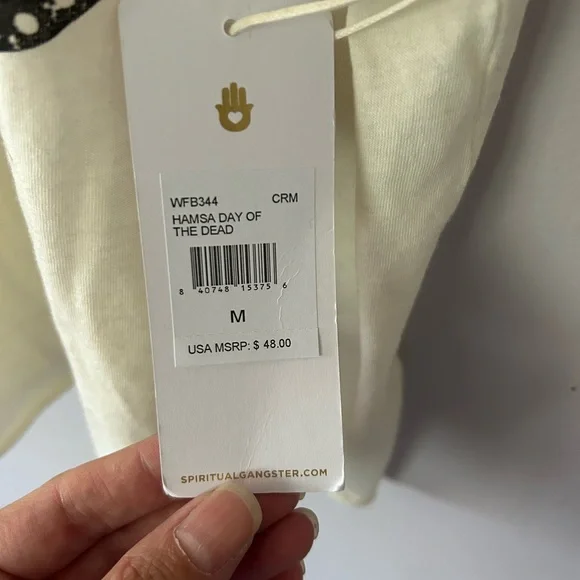 WFB344 CRM
HAMSA DAY OF
THE DEAD
8 40748 15375 6
M
USA MSRP: $ 48.00
SPIRITUALGANGSTER.COM